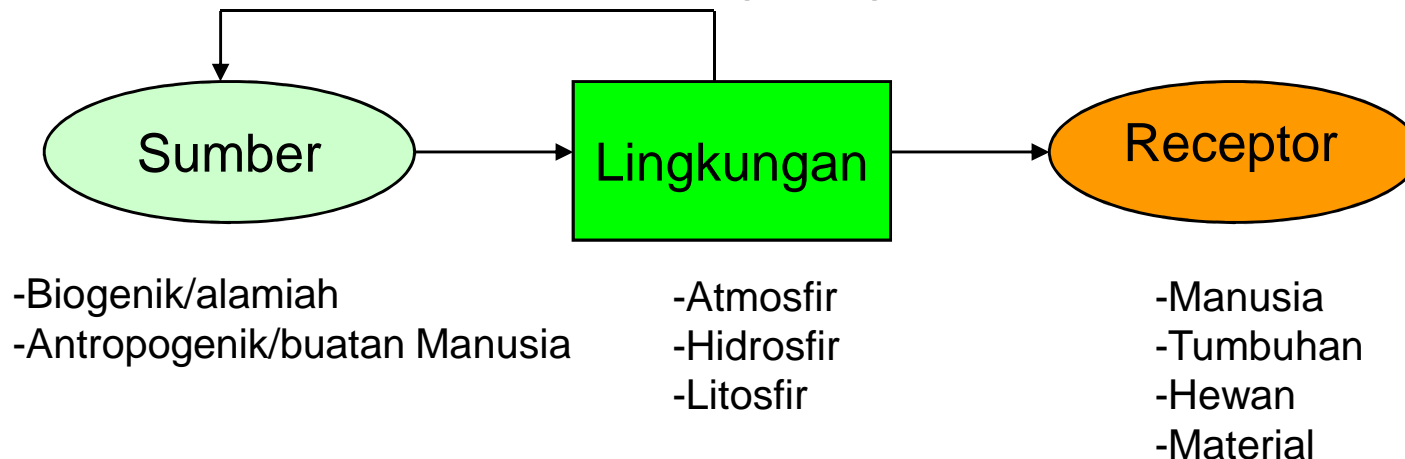 Sumber
Lingkungan
Receptor
-Biogenik/alamiah
-Antropogenik/buatan Manusia
-Atmosfir
-Hidrosfir
-Litosfir
-Manusia
-Tumbuhan
-Hewan
-Material